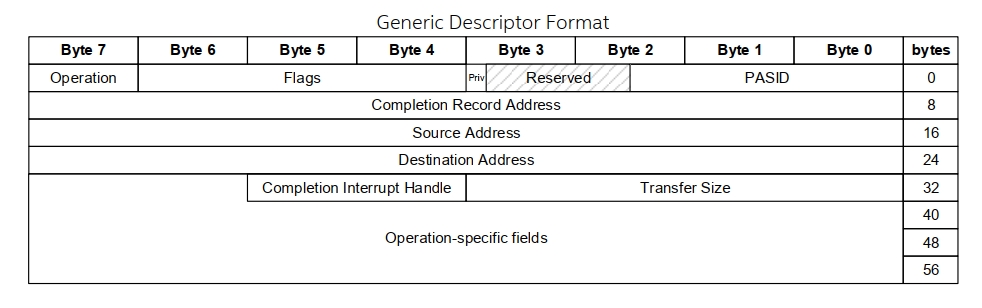 Generic Descriptor Format
Byte 7 Byte 6 Byte 5 Byte 4 Byte 3 Byte 2 Byte 1 Byte 0 bytes
Operation Flags Priv Reserved PASID 0
Completion Record Address 8
Source Address 16
Destination Address 24
Completion Interrupt Handle Transfer Size 32
40
Operation-specific fields 48
56